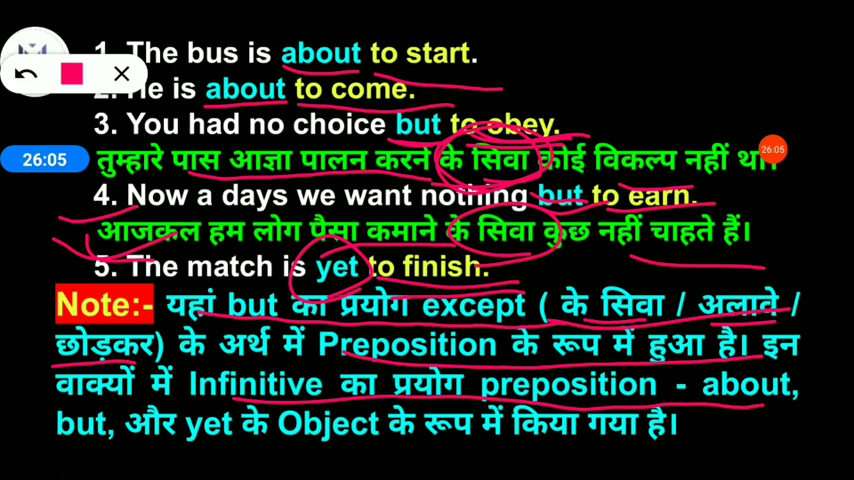 1. The bus is about to start.
2. He is about to come.
3. You had no choice but to obey.
26:05
तुम्हारे पास आज्ञा पालन करने के सिवा कोई विकल्प नहीं था।
26:05
4. Now a days we want nothing but to earn.
आजकल हम लोग पैसा कमाने के सिवा कुछ नहीं चाहते हैं।
5. The match is yet to finish.
Note:- यहां but का प्रयोग except ( के सिवा / अलावे /
छोड़कर) के अर्थ में Preposition के रूप में हुआ है। इन
वाक्यों में Infinitive का प्रयोग preposition - about,
but, और yet के Object के रूप में किया गया है।